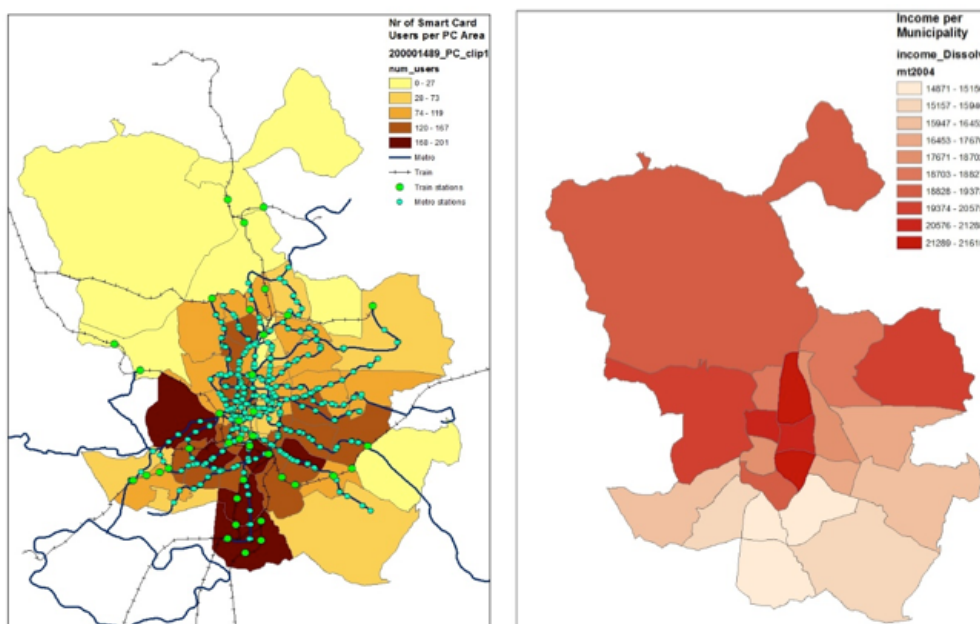 Nr of Smart Card
Users per PC Area
200001489_PC_clip1
num_users
0 - 27
28 - 73
74 - 119
120 - 167
168 - 201
Metro
Train
Train stations
Metro stations
Income per
Municipality
income_Dissolv
mt2004
14871 - 1515
15157 - 1594
15947 - 1645
16453 - 1767
17671 - 1870
18703 - 1882
18828 - 1937
19374 - 2057
20576 - 2128
21289 - 2161